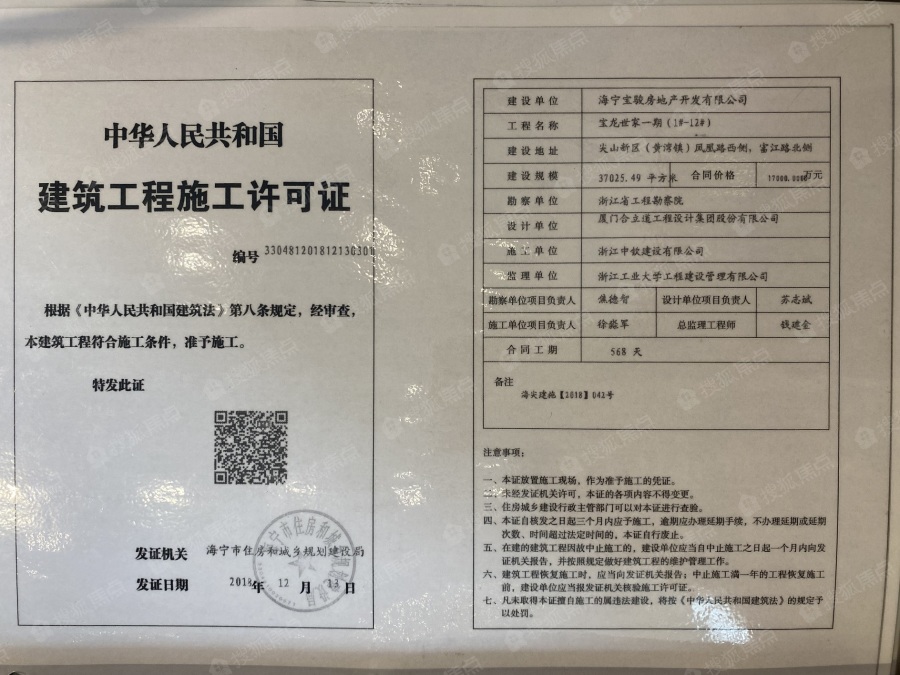 中华人民共和国
建筑工程施工许可证
编号 330481201812130301
根据《中华人民共和国建筑法》第八条规定，经审查，
本建筑工程符合施工条件，准予施工。
特发此证
发证机关 海宁市住房和城乡规划建设局
发证日期 2018年 12 月 13 日
建设单位 海宁宝骏房地产开发有限公司
工程名称 宝龙世家一期(1#-12#)
建设地址 尖山新区（黄湾镇）凤凰路西侧，富江路北侧
建设规模 37025.49 平方米 合同价格 17000.0000万元
勘察单位 浙江省工程勘察院
设计单位 厦门合立道工程设计集团股份有限公司
施工单位 浙江中钦建设有限公司
监理单位 浙江工业大学工程建设管理有限公司
勘察单位项目负责人 焦德智 设计单位项目负责人 苏志斌
施工单位项目负责人 徐淼军 总监理工程师 钱建金
合同工期 568 天
备注
海尖建施【2018】042号
注意事项：
一、本证放置施工现场，作为准予施工的凭证。
二、未经发证机关许可，本证的各项内容不得变更。
三、住房城乡建设行政主管部门可以对本证进行查验。
四、本证自核发之日起三个月内应予施工，逾期应办理延期手续，不办理延期或延期
次数、时间超过法定时间的，本证自行废止。
五、在建的建筑工程因故中止施工的，建设单位应当自中止施工之日起一个月内向发
证机关报告，并按照规定做好建筑工程的维护管理工作。
六、建筑工程恢复施工时，应当向发证机关报告；中止施工满一年的工程恢复施工
前，建设单位应当报发证机关核验施工许可证。
七、凡未取得本证擅自施工的属违法建设，将按《中华人民共和国建筑法》的规定予
以处罚。
搜狐焦点